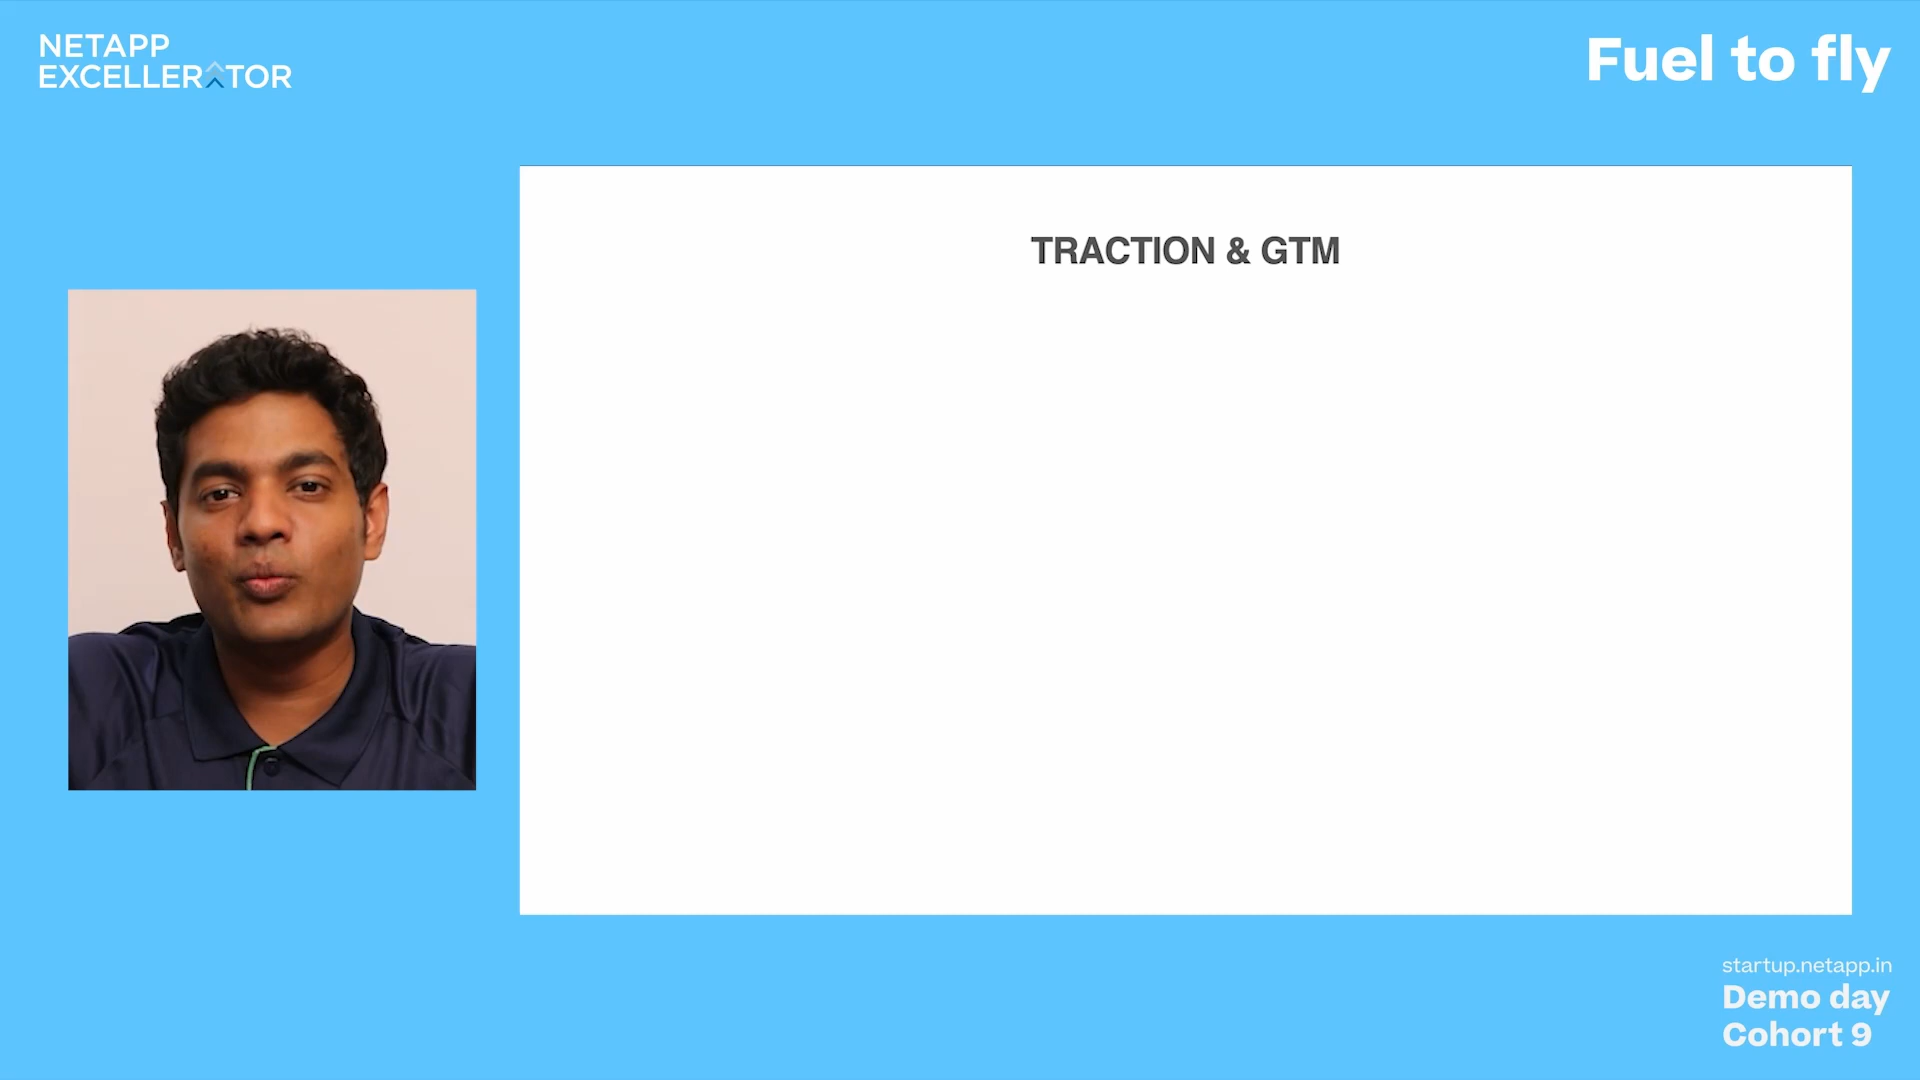 NETAPP
EXCELLERATOR
Fuel to fly
TRACTION & GTM
startup.netapp.in
Demo day
Cohort 9